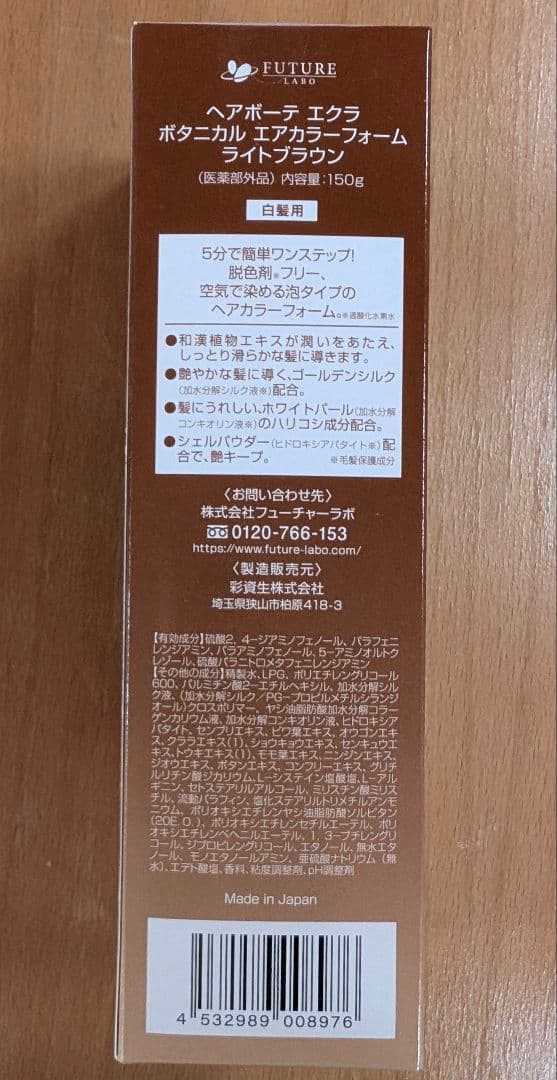 FUTURE
LABO
ヘアボーテ エクラ
ボタニカル エアカラーフォーム
ライトブラウン
(医薬部外品) 内容量:150g
白髪用
5分で簡単ワンステップ!
脱色剤※フリー、
空気で染める泡タイプの
ヘアカラーフォーム。※過酸化水素水
●和漢植物エキスが潤いをあたえ、
しっとり滑らかな髪に導きます。
●艶やかな髪に導く、ゴールデンシルク
(加水分解シルク液※)配合。
●髪にうれしい、ホワイトパール(加水分解
コンキオリン液※)のハリコシ成分配合。
●シェルパウダー(ヒドロキシアパタイト※)配
合で、艶キープ。 ※毛髪保護成分
〈お問い合わせ先〉
株式会社フューチャーラボ
0120-766-153
https://www.future-labo.com/
〈製造販売元〉
彩資生株式会社
埼玉県狭山市柏原418-3
【有効成分】硫酸2，4-ジアミノフェノール、パラフェニ
レンジアミン、パラアミノフェノール、5-アミノオルトク
レゾール、硫酸パラニトロメタフェニレンジアミン
【その他の成分】精製水、LPG、ポリエチレングリコール
600、パルミチン酸2-エチルヘキシル、加水分解シル
ク液、(加水分解シルク／PG-プロピルメチルシランジ
オール)クロスポリマー、ヤシ油脂肪酸加水分解コラー
ゲンカリウム液、加水分解コンキオリン液、ヒドロキシア
パタイト、センブリエキス、ビワ葉エキス、オウゴンエキ
ス、クララエキス(1)、ショウキョウエキス、センキュウエ
キス、トウキエキス(1)、モモ葉エキス、ニンジンエキス、
ジオウエキス、ボタンエキス、コンフリーエキス、グリチ
ルリチン酸ジカリウム、L-システイン塩酸塩、L-アル
ギニン、セトステアリルアルコール、ミリスチン酸ミリス
チル、流動パラフィン、塩化ステアリルトリメチルアンモ
ニウム、ポリオキシエチレンヤシ油脂肪酸ソルビタン
(20E.O.)、ポリオキシエチレンセチルエーテル、ポリ
オキシエチレンベヘニルエーテル、1，3-ブチレングリ
コール、ジプロピレングリコール、エタノール、無水エタ
ノール、モノエタノールアミン、亜硫酸ナトリウム(無
水)、エデト酸塩、香料、粘度調整剤、pH調整剤
Made in Japan
4 532989 008976